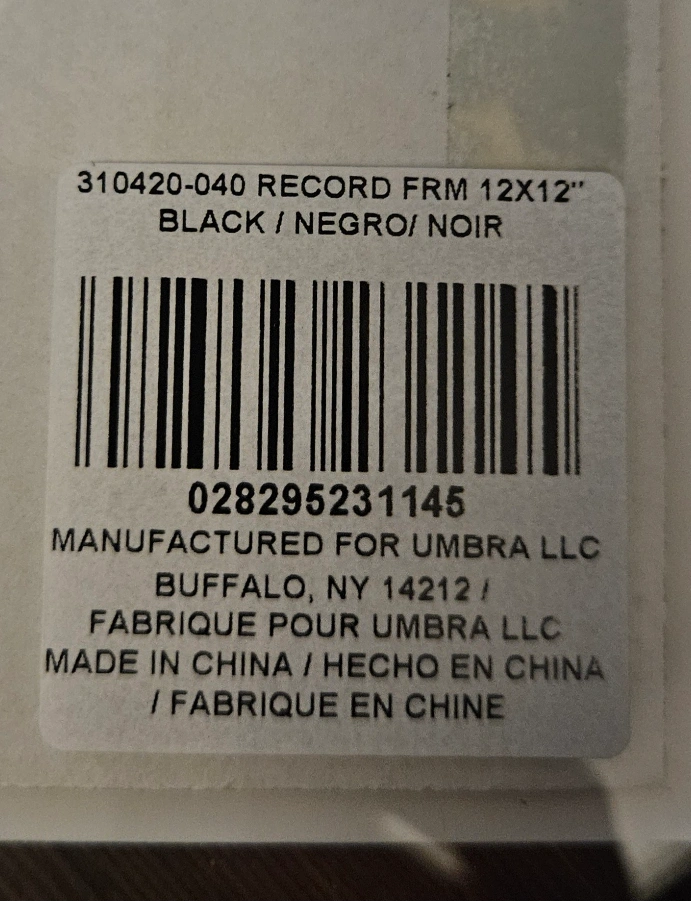 310420-040 RECORD FRM 12X12"
BLACK / NEGRO/ NOIR
028295231145
MANUFACTURED FOR UMBRA LLC
BUFFALO, NY 14212 /
FABRIQUE POUR UMBRA LLC
MADE IN CHINA / HECHO EN CHINA
/ FABRIQUE EN CHINE